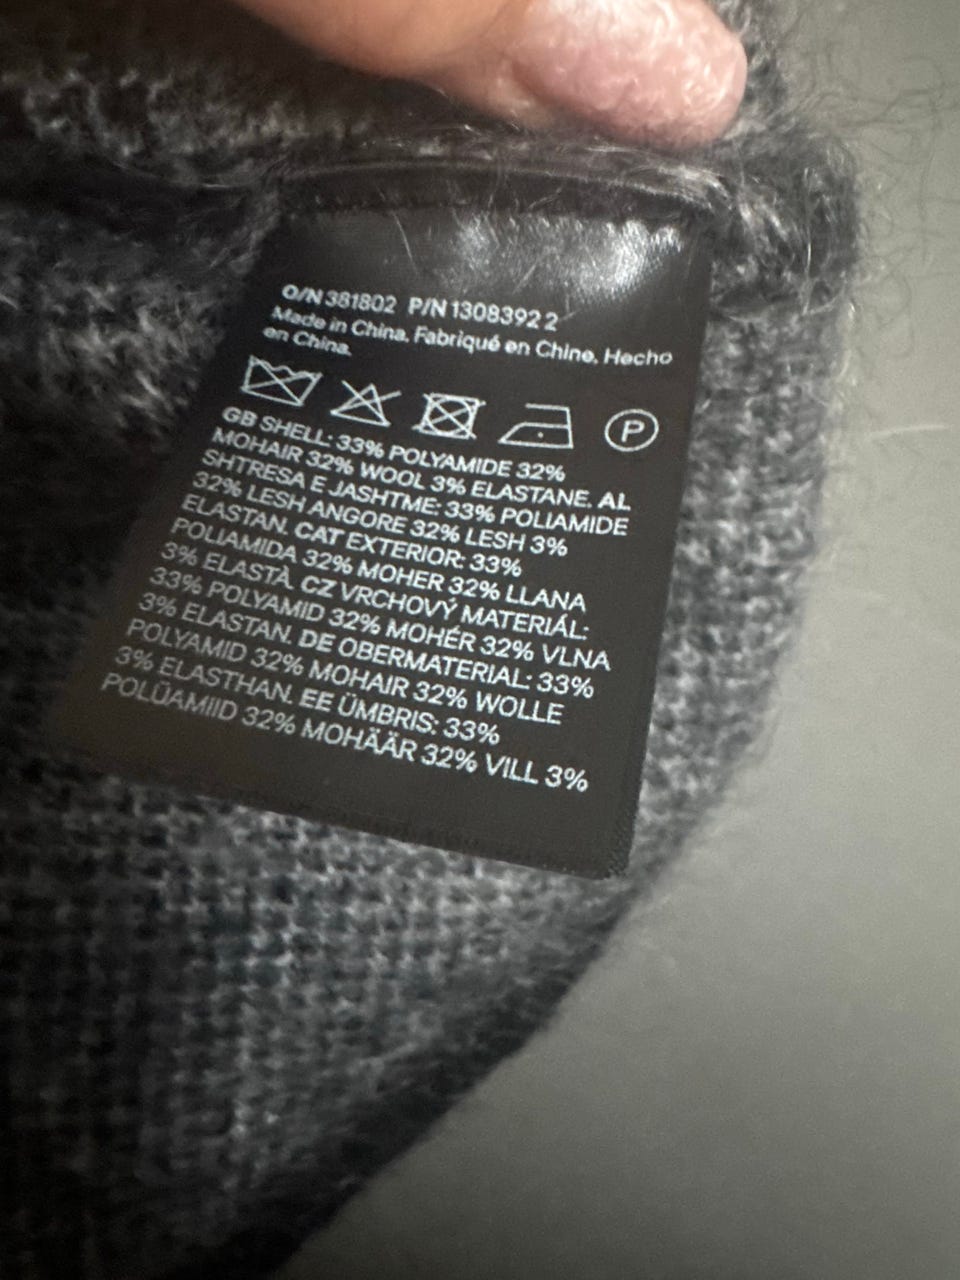 O/N 381802 P/N 1308392 2
Made in China. Fabriqué en Chine. Hecho
en China.
P
GB SHELL: 33% POLYAMIDE 32%
MOHAIR 32% WOOL 3% ELASTANE. AL
SHTRESA E JASHTME: 33% POLIAMIDE
32% LESH ANGORE 32% LESH 3%
ELASTAN. CAT EXTERIOR: 33%
POLIAMIDA 32% MOHER 32% LLANA
3% ELASTÀ. CZ VRCHOVÝ MATERIÁL:
33% POLYAMID 32% MOHÉR 32% VLNA
3% ELASTAN. DE OBERMATERIAL: 33%
POLYAMID 32% MOHAIR 32% WOLLE
3% ELASTHAN. EE ÜMBRIS: 33%
POLÜAMIID 32% MOHÄÄR 32% VILL 3%